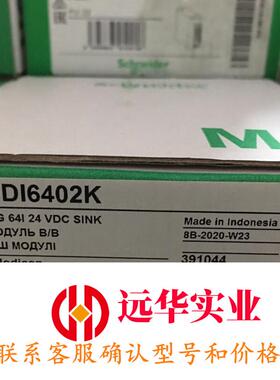 Schneider
M
DI6402K
G 64I 24 VDC SINK
ОДУЛЬ В/В
Ш МОДУЛІ
Made in Indonesia
8B-2020-W23
391044
远华实业
联系客服确认型号和价格